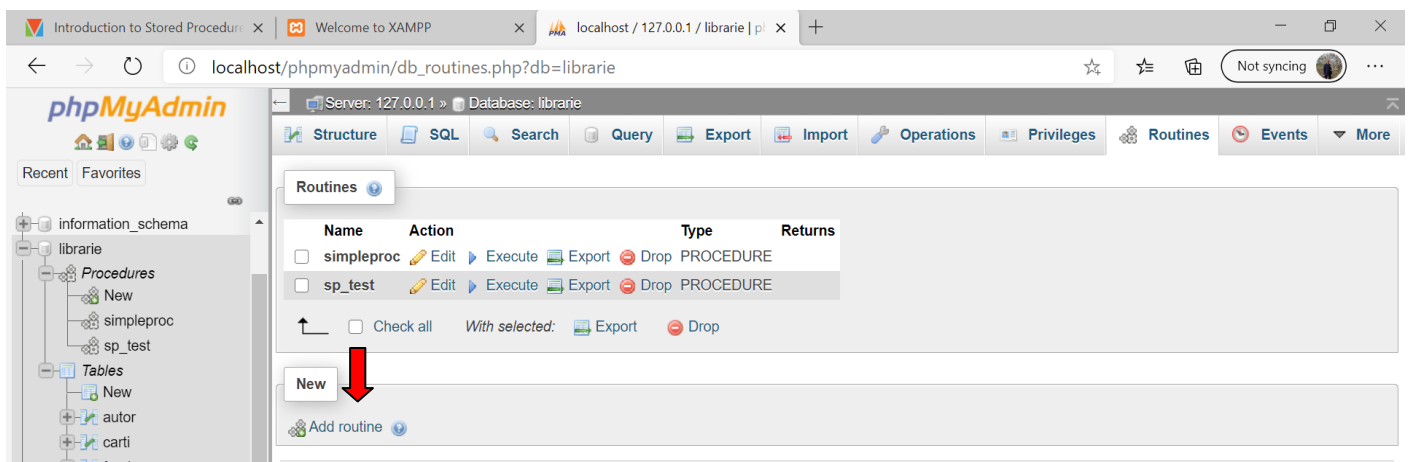 Introduction to Stored Procedure
Welcome to XAMPP
PMA localhost / 127.0.0.1 / librarie | p
localhost/phpmyadmin/db_routines.php?db=librarie
Not syncing
phpMyAdmin
Recent Favorites
information_schema
librarie
Procedures
New
simpleproc
sp_test
Tables
New
autor
carti
Server: 127.0.0.1 » Database: librarie
Structure SQL Search Query Export Import Operations Privileges Routines Events More
Routines
Name Action Type Returns
simpleproc Edit Execute Export Drop PROCEDURE
sp_test Edit Execute Export Drop PROCEDURE
Check all With selected: Export Drop
New
Add routine